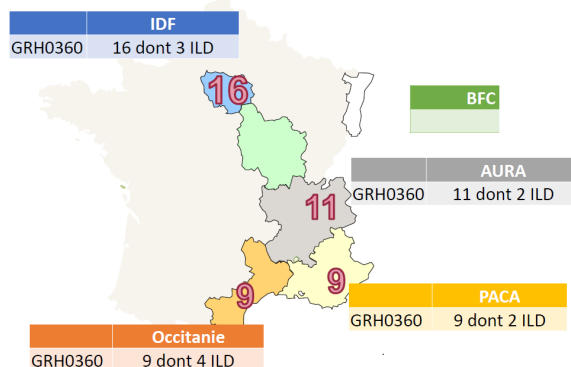 IDF
GRH0360 16 dont 3 ILD
16
BFC
AURA
GRH0360 11 dont 2 ILD
11
9
9
PACA
GRH0360 9 dont 2 ILD
Occitanie
GRH0360 9 dont 4 ILD